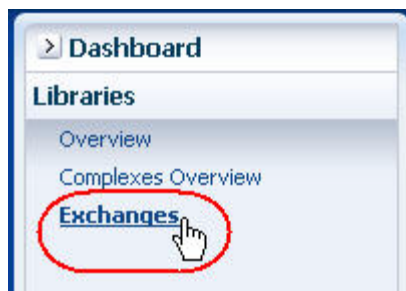 Dashboard
Libraries
Overview
Complexes Overview
Exchanges